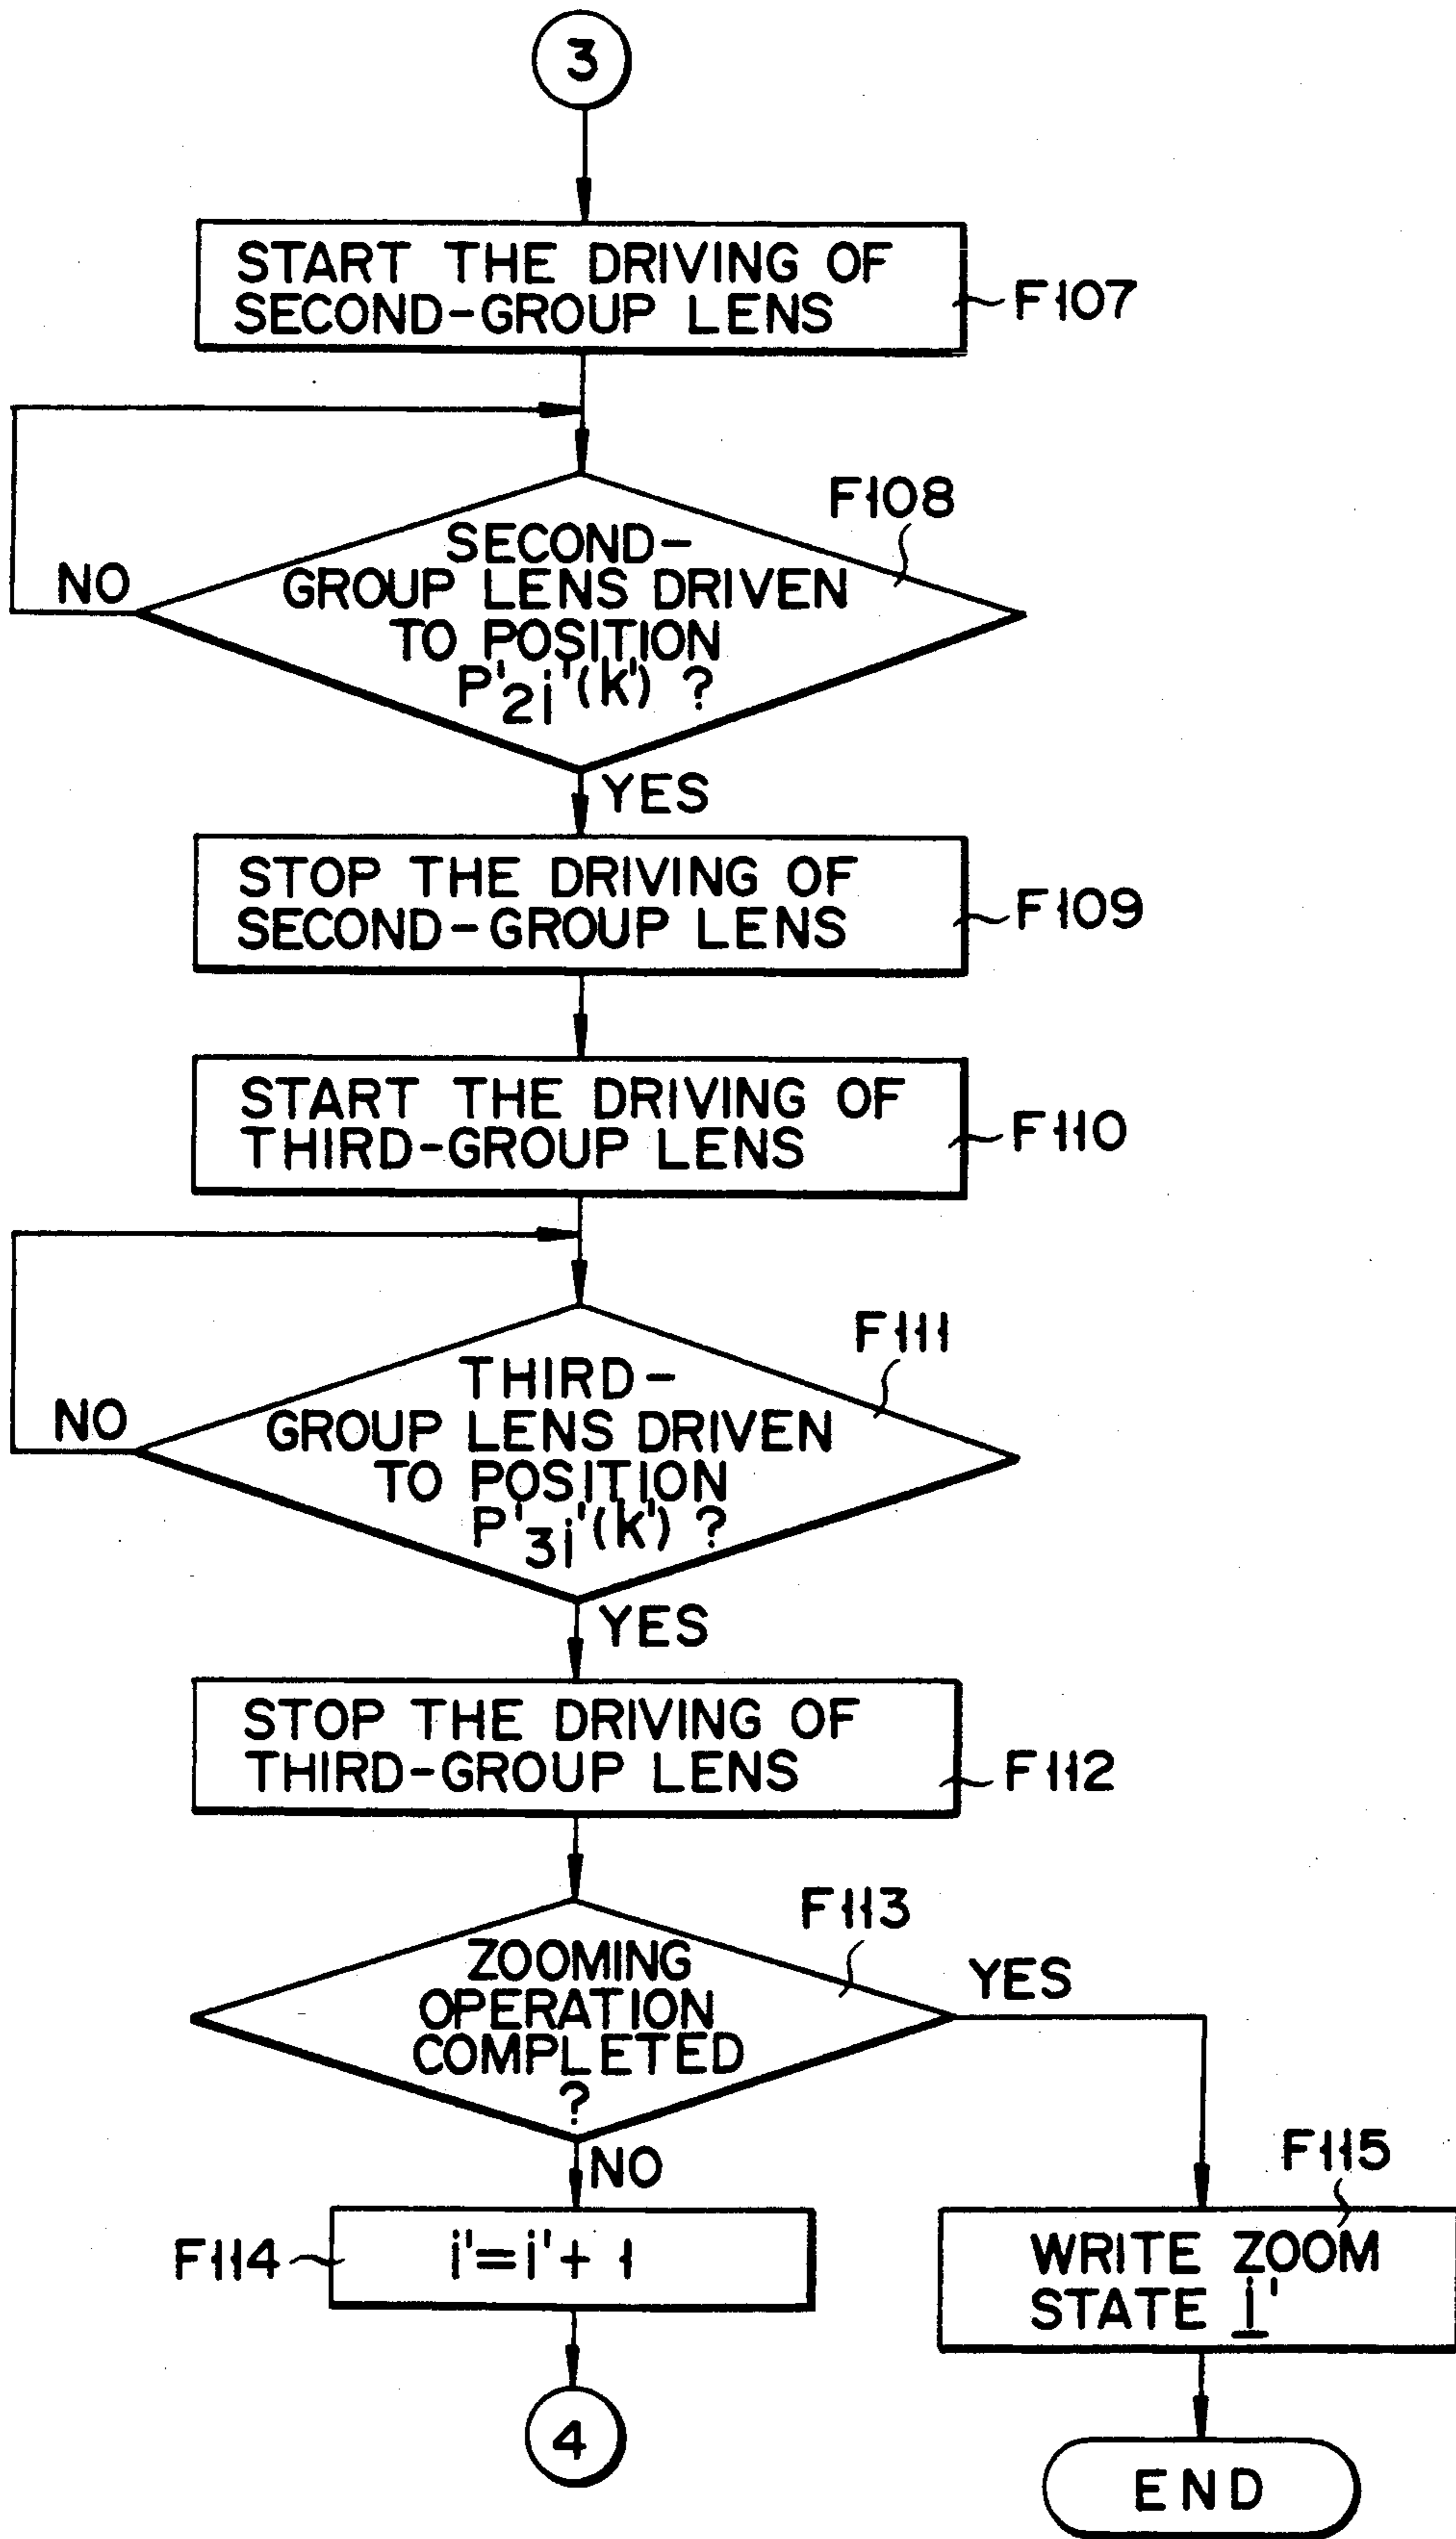 3
START THE DRIVING OF
SECOND-GROUP LENS
F107
F108
SECOND-
GROUP LENS DRIVEN
TO POSITION
P'2i'(k') ?
NO
YES
STOP THE DRIVING OF
SECOND-GROUP LENS
F109
START THE DRIVING OF
THIRD-GROUP LENS
F110
F111
THIRD-
GROUP LENS DRIVEN
TO POSITION
P'3i'(k') ?
NO
YES
STOP THE DRIVING OF
THIRD-GROUP LENS
F112
F113
ZOOMING
OPERATION
COMPLETED
?
YES
NO
F114
i'=i'+ 1
F115
WRITE ZOOM
STATE i'
4
END